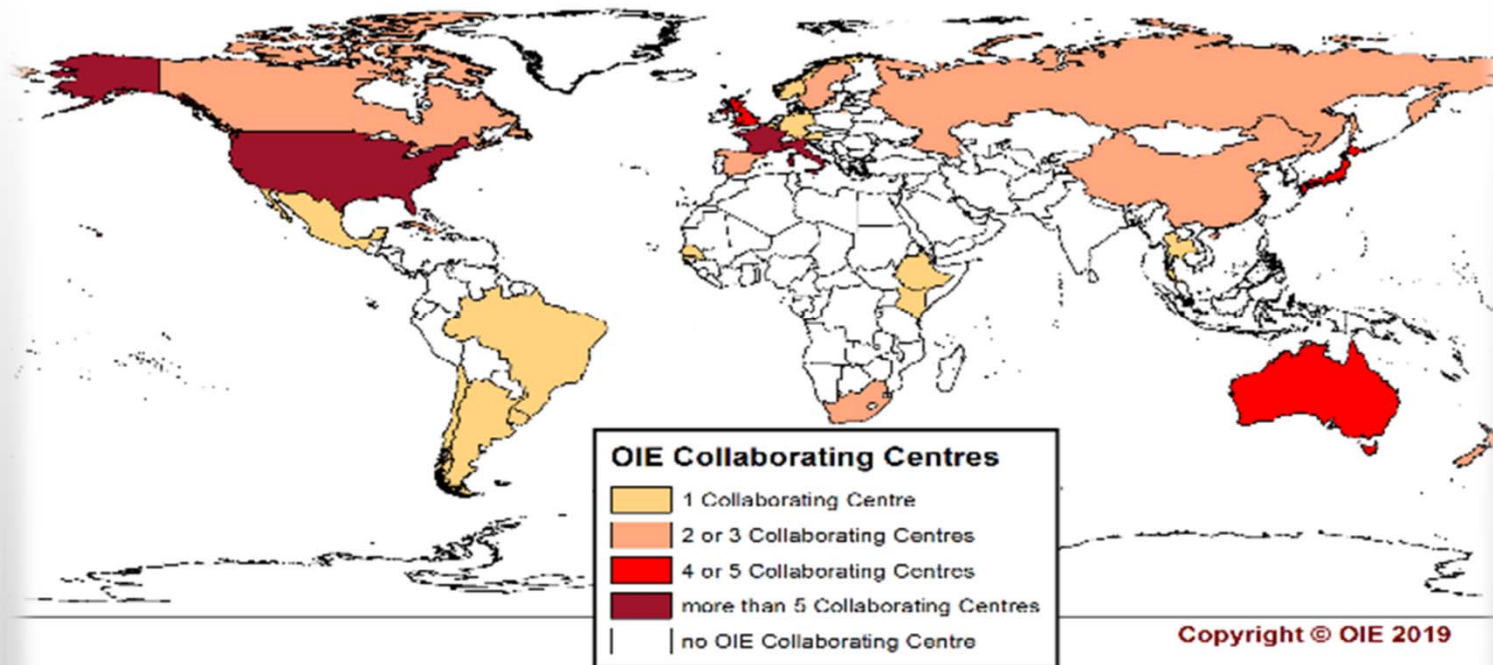 OIE Collaborating Centres
1 Collaborating Centre
2 or 3 Collaborating Centres
4 or 5 Collaborating Centres
more than 5 Collaborating Centres
no OIE Collaborating Centre
Copyright © OIE 2019